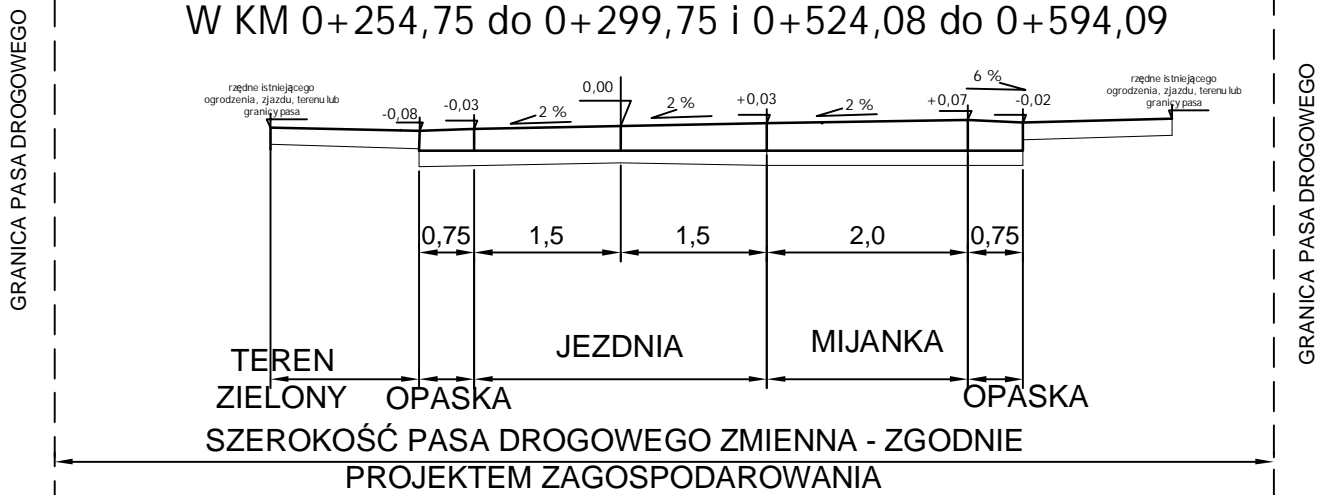 W KM 0+254,75 do 0+299,75 i 0+524,08 do 0+594,09
GRANICA PASA DROGOWEGO
rzędne istniejącego
ogrodzenia, zjazdu, terenu lub
granicy pasa
-0,08
-0,03
2 %
0,00
2 %
+0,03
2 %
+0,07
6 %
-0,02
rzędne istniejącego
ogrodzenia, zjazdu, terenu lub
granicy pasa
GRANICA PASA DROGOWEGO
0,75
1,5
1,5
2,0
0,75
TEREN
ZIELONY
OPASKA
JEZDNIA
MIJANKA
OPASKA
SZEROKOŚĆ PASA DROGOWEGO ZMIENNA - ZGODNIE
PROJEKTEM ZAGOSPODAROWANIA